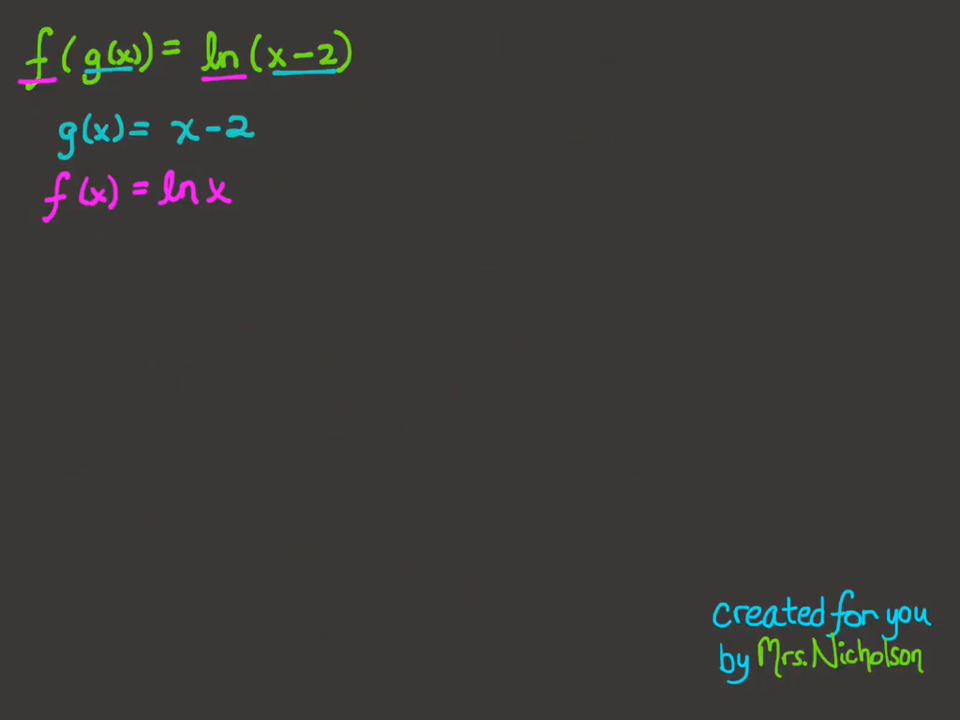 f(g(x)) = ln(x-2)
g(x) = x-2
f(x) = ln x
created for you
by Mrs. Nicholson